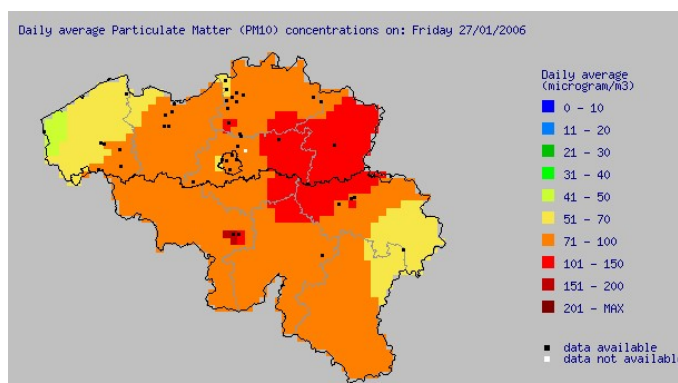 Daily average Particulate Matter (PM10) concentrations on: Friday 27/01/2006
Daily average
(microgram/m3)
0 - 10
11 - 20
21 - 30
31 - 40
41 - 50
51 - 70
71 - 100
101 - 150
151 - 200
201 - MAX
data available
data not availabl